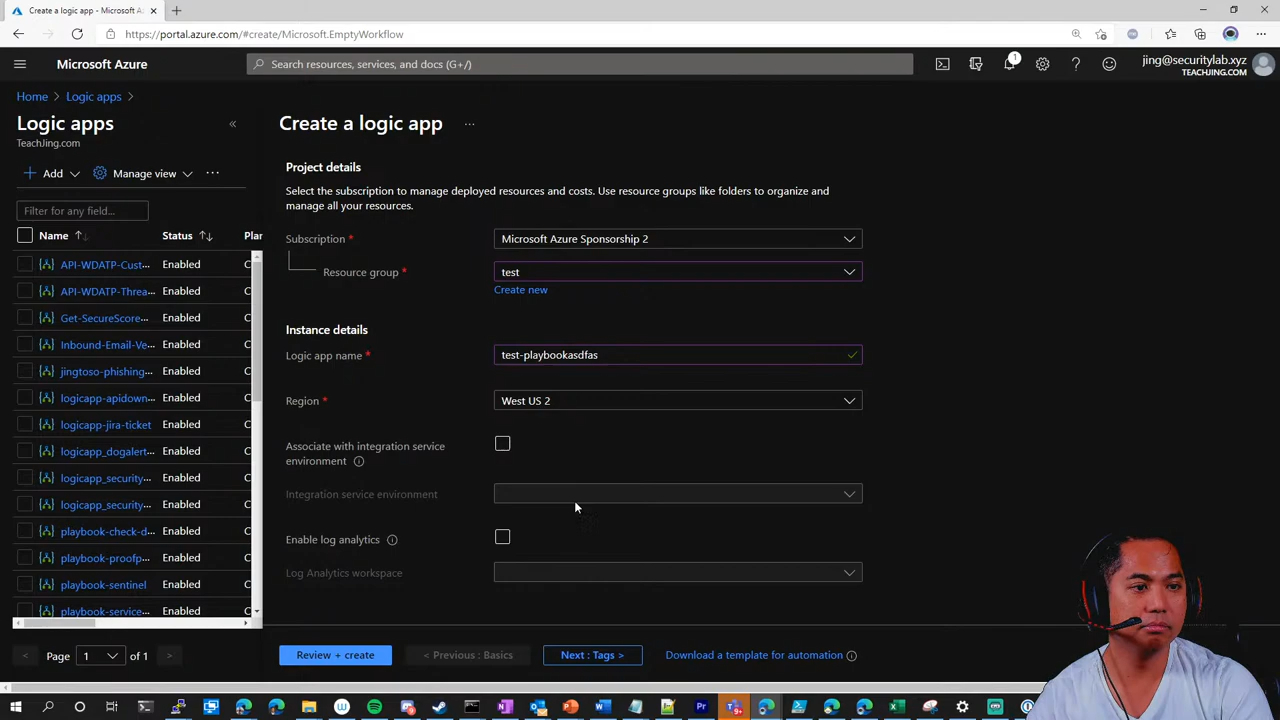 Create a logic app - Microsoft Az
https://portal.azure.com/#create/Microsoft.EmptyWorkflow
Microsoft Azure
Search resources, services, and docs (G+/)
1
jing@securitylab.xyz
TEACHJING.COM
Home > Logic apps >
Logic apps
TeachJing.com
Add
Manage view
Filter for any field...
Name
Status
Plar
API-WDATP-Cust... Enabled C
API-WDATP-Threa... Enabled C
Get-SecureScore... Enabled C
Inbound-Email-Ve... Enabled C
jingtoso-phishing... Enabled C
logicapp-apidown... Enabled C
logicapp-jira-ticket Enabled C
logicapp_dogalert... Enabled C
logicapp_security... Enabled C
logicapp_security... Enabled C
playbook-check-d... Enabled C
playbook-proofp... Enabled C
playbook-sentinel Enabled C
playbook-service... Enabled C
< Page 1 of 1 >
Create a logic app ...
Project details
Select the subscription to manage deployed resources and costs. Use resource groups like folders to organize and
manage all your resources.
Subscription *
Microsoft Azure Sponsorship 2
Resource group *
test
Create new
Instance details
Logic app name *
test-playbookasdfas
Region *
West US 2
Associate with integration service
environment
Integration service environment
Enable log analytics
Log Analytics workspace
Review + create
< Previous : Basics
Next : Tags >
Download a template for automation